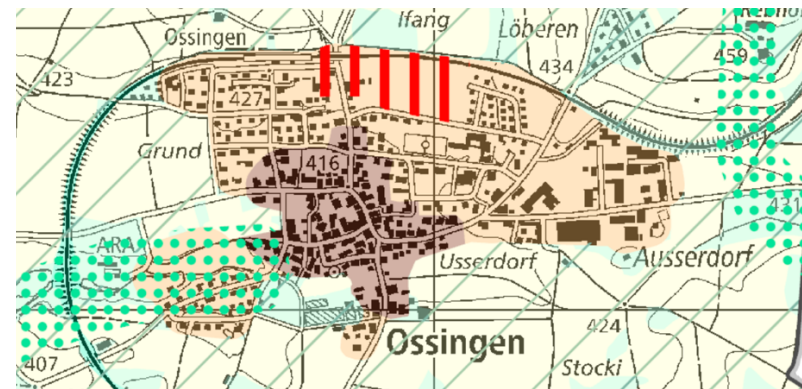 Ifang
Löberen
Ossingen
459
423
434
427
Grund
416
431
ARA
Usserdorf
Ausserdorf
424
Ossingen
407
Stocki